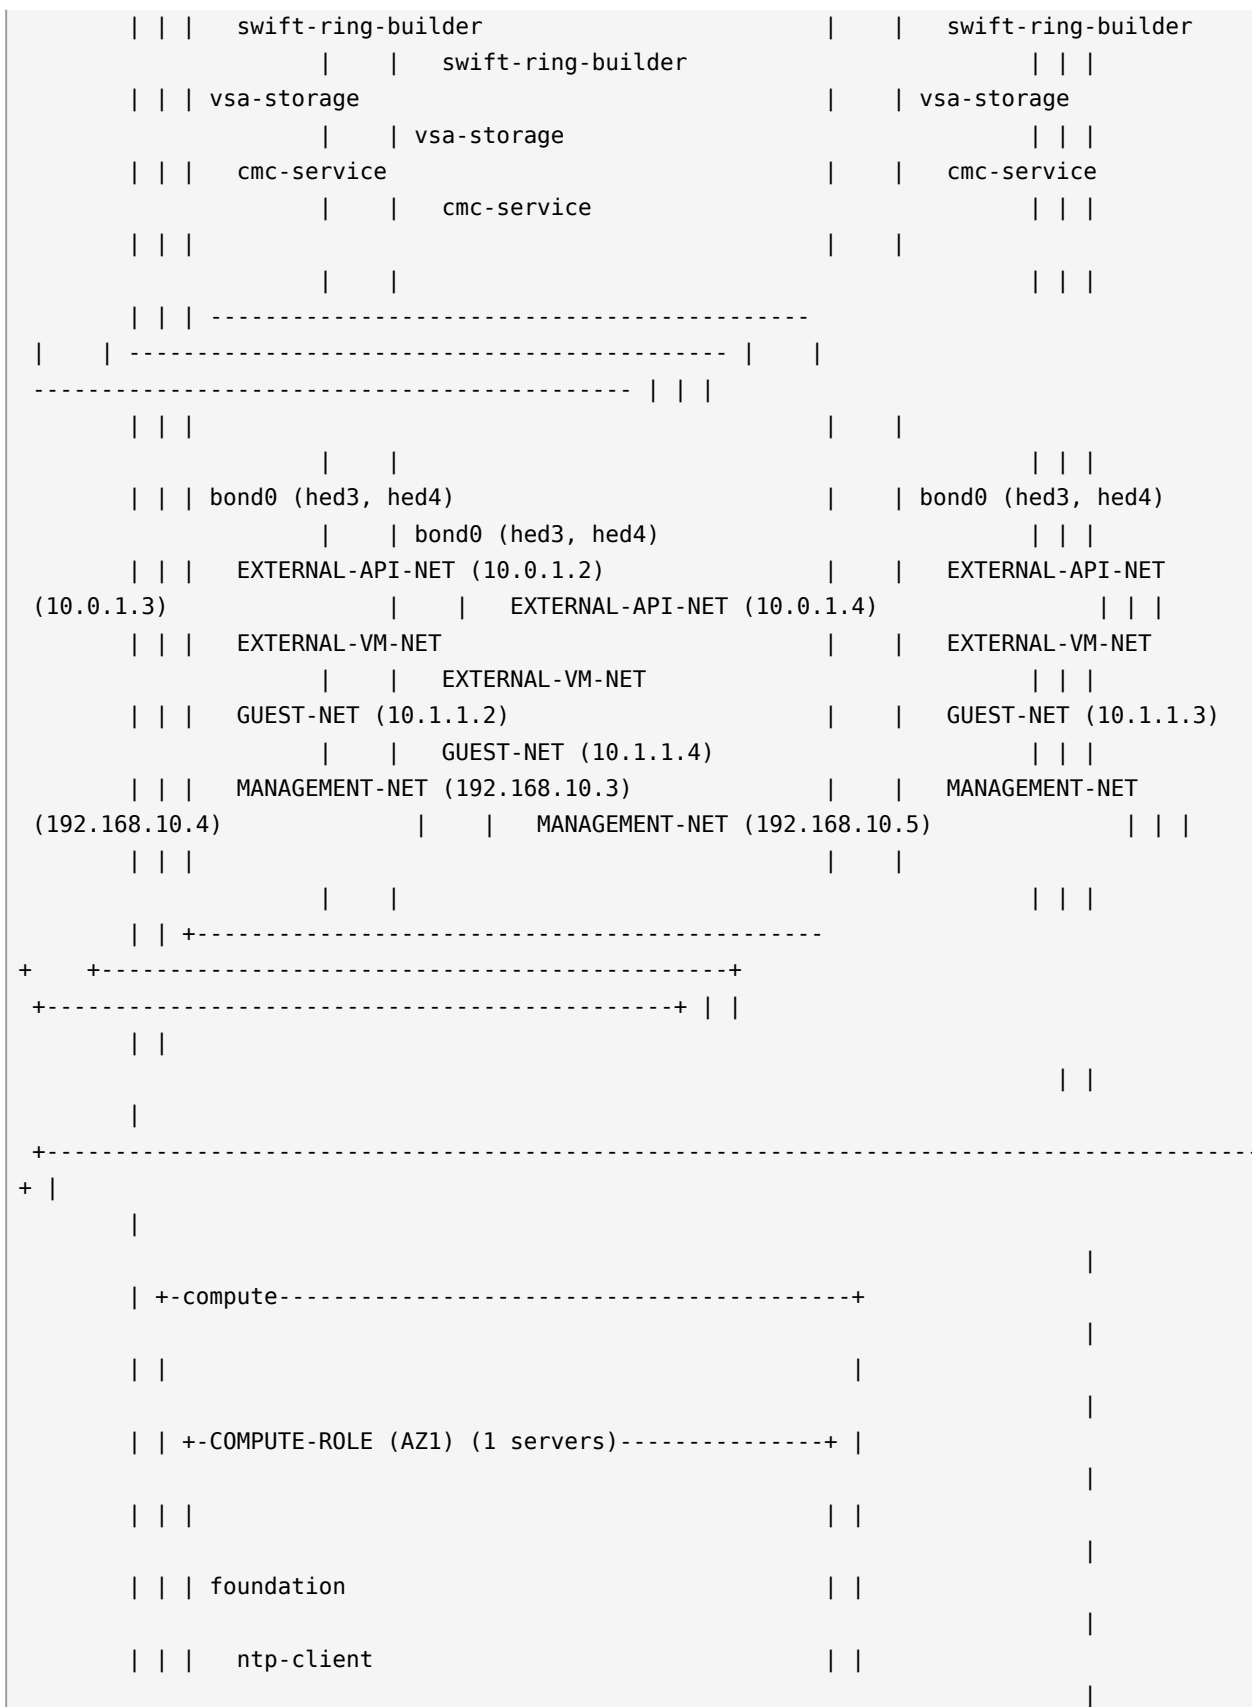 | | |   swift-ring-builder                          |    |   swift-ring-builder
              |    |   swift-ring-builder                         | | |
| | | vsa-storage                                   |    | vsa-storage
              |    | vsa-storage                                  | | |
| | |   cmc-service                                 |    |   cmc-service
              |    |   cmc-service                                | | |
| | |                                               |    |
              |    |                                              | | |
| | | --------------------------------------------
|    | -------------------------------------------- |    |
-------------------------------------------- | | |
| | |                                               |    |
              |    |                                              | | |
| | | bond0 (hed3, hed4)                            |    | bond0 (hed3, hed4)
              |    | bond0 (hed3, hed4)                           | | |
| | |   EXTERNAL-API-NET (10.0.1.2)                 |    |   EXTERNAL-API-NET
(10.0.1.3)                |    |   EXTERNAL-API-NET (10.0.1.4)                | | |
| | |   EXTERNAL-VM-NET                             |    |   EXTERNAL-VM-NET
              |    |   EXTERNAL-VM-NET                            | | |
| | |   GUEST-NET (10.1.1.2)                        |    |   GUEST-NET (10.1.1.3)
              |    |   GUEST-NET (10.1.1.4)                       | | |
| | |   MANAGEMENT-NET (192.168.10.3)               |    |   MANAGEMENT-NET
(192.168.10.4)              |    |   MANAGEMENT-NET (192.168.10.5)              | | |
| | |                                               |    |
              |    |                                              | | |
| | +----------------------------------------------
+    +----------------------------------------------+
+----------------------------------------------+ | |
| |
                                                                    | |
|
+-----------------------------------------------------------------------------------------
+ |
|
                                                                      |
| +-compute------------------------------------------+
                                                                      |
| |                                                   |
                                                                      |
| | +-COMPUTE-ROLE (AZ1) (1 servers)---------------+ |
                                                                      |
| | |                                               | |
                                                                      |
| | | foundation                                    | |
                                                                      |
| | |   ntp-client                                  | |
                                                                      |